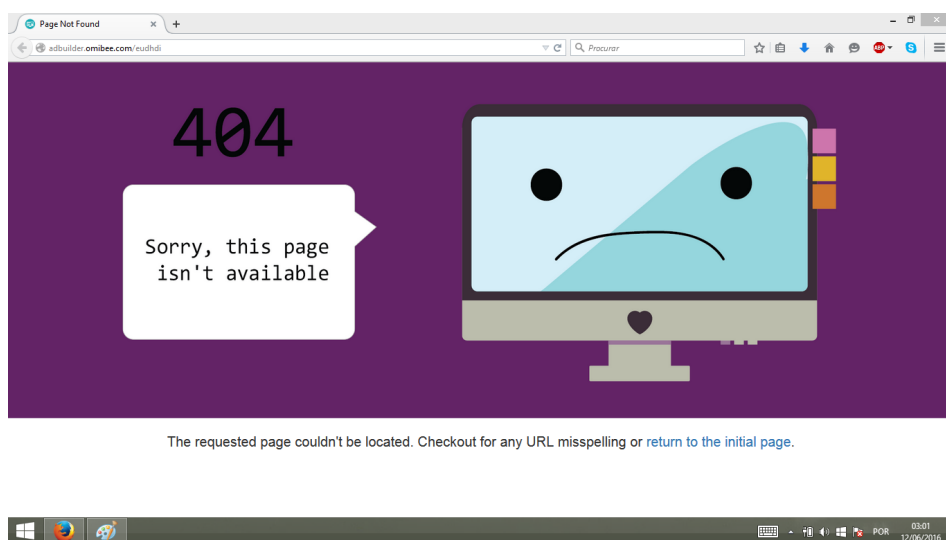 Page Not Found
adbuilder.omibee.com/eudhdi
Procurar
ABP
404
Sorry, this page
isn't available
The requested page couldn't be located. Checkout for any URL misspelling or return to the initial page.
POR
03:01
12/06/2016